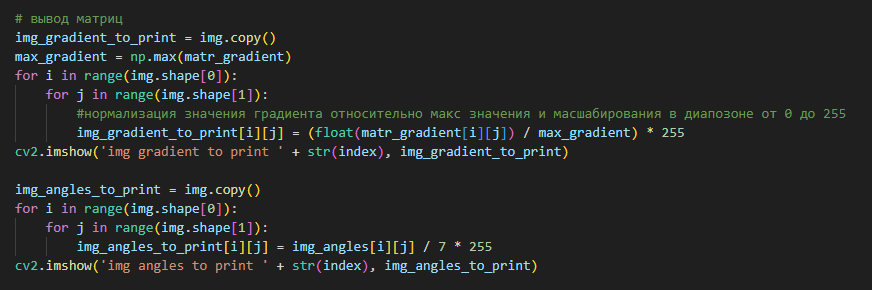 # вывод матриц
img_gradient_to_print = img.copy()
max_gradient = np.max(matr_gradient)
for i in range(img.shape[0]):
    for j in range(img.shape[1]):
        #нормализация значения градиента относительно макс значения и масшабирования в диапозоне от 0 до 255
        img_gradient_to_print[i][j] = (float(matr_gradient[i][j]) / max_gradient) * 255
cv2.imshow('img gradient to print ' + str(index), img_gradient_to_print)

img_angles_to_print = img.copy()
for i in range(img.shape[0]):
    for j in range(img.shape[1]):
        img_angles_to_print[i][j] = img_angles[i][j] / 7 * 255
cv2.imshow('img angles to print ' + str(index), img_angles_to_print)